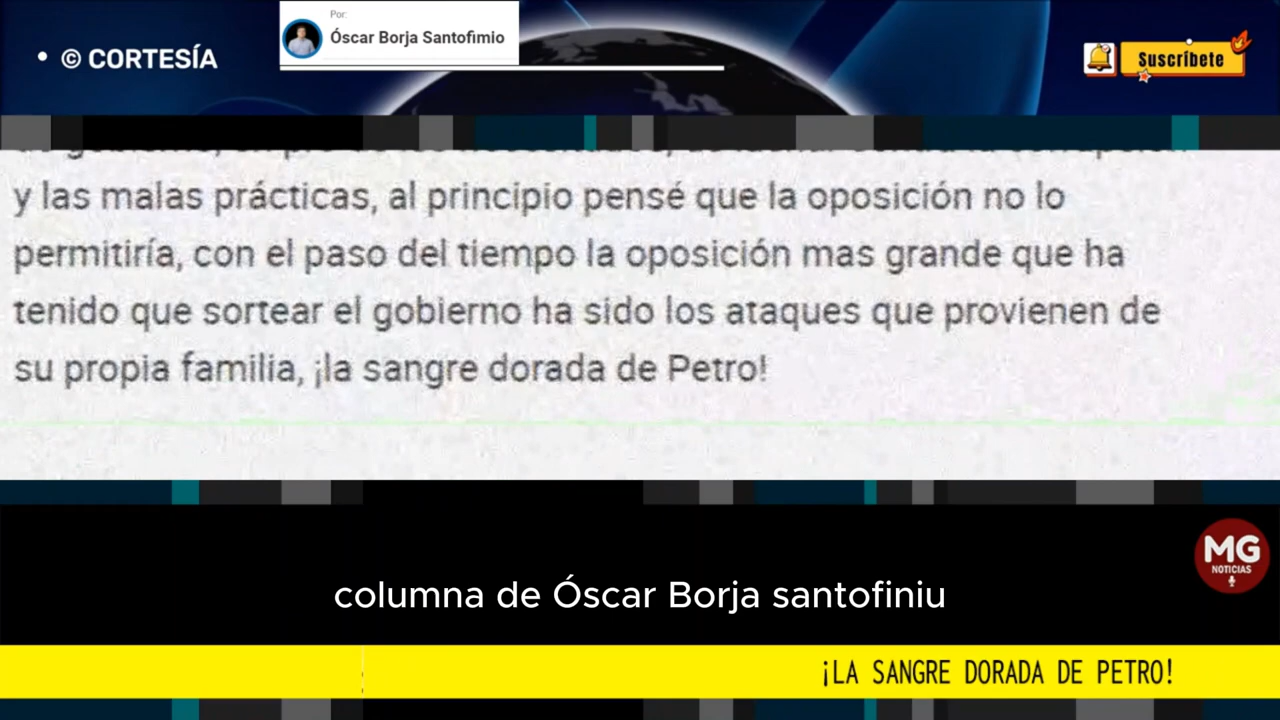 Por:
Óscar Borja Santofimio
• © CORTESÍA
Suscríbete
y las malas prácticas, al principio pensé que la oposición no lo
permitiría, con el paso del tiempo la oposición mas grande que ha
tenido que sortear el gobierno ha sido los ataques que provienen de
su propia familia, ¡la sangre dorada de Petro!
MG
NOTICIAS
columna de Óscar Borja santofiniu
¡LA SANGRE DORADA DE PETRO!